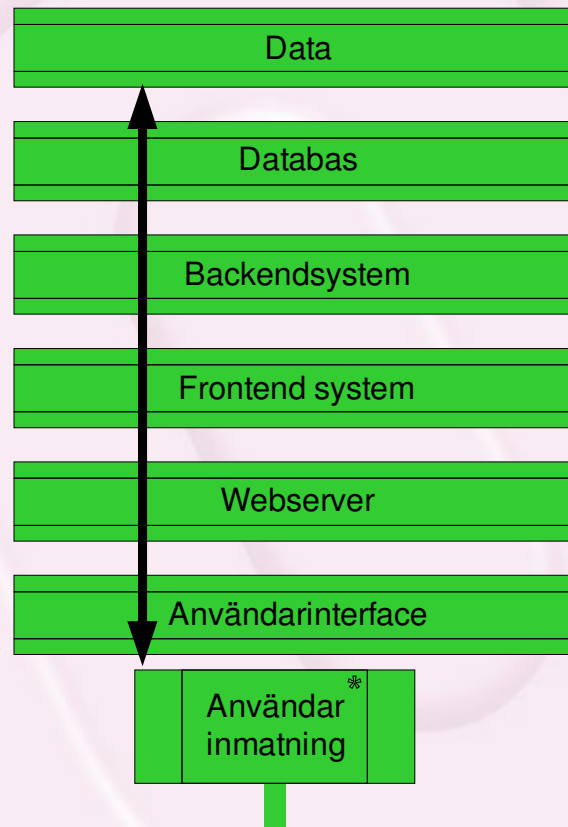 Data
Databas
Backendsystem
Frontend system
Webserver
Användarinterface
*
Användar
inmatning